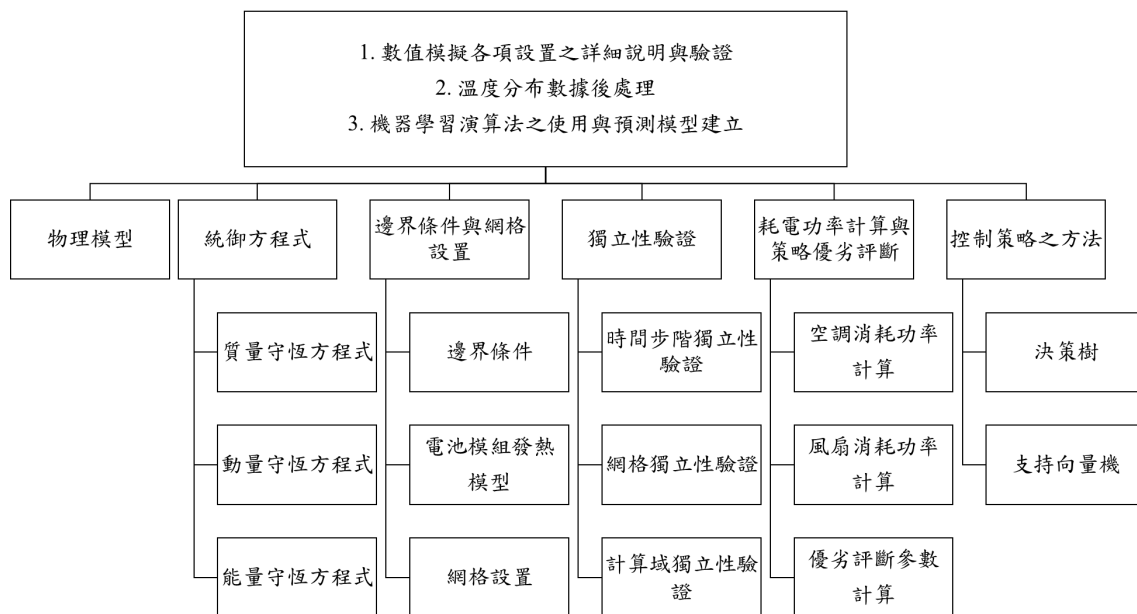 1. 數值模擬各項設置之詳細說明與驗證
2. 溫度分布數據後處理
3. 機器學習演算法之使用與預測模型建立
物理模型
統御方程式
邊界條件與網格
設置
獨立性驗證
耗電功率計算與
策略優劣評斷
控制策略之方法
質量守恆方程式
動量守恆方程式
能量守恆方程式
邊界條件
電池模組發熱
模型
網格設置
時間步階獨立性
驗證
網格獨立性驗證
計算域獨立性驗
證
空調消耗功率
計算
風扇消耗功率
計算
優劣評斷參數
計算
決策樹
支持向量機